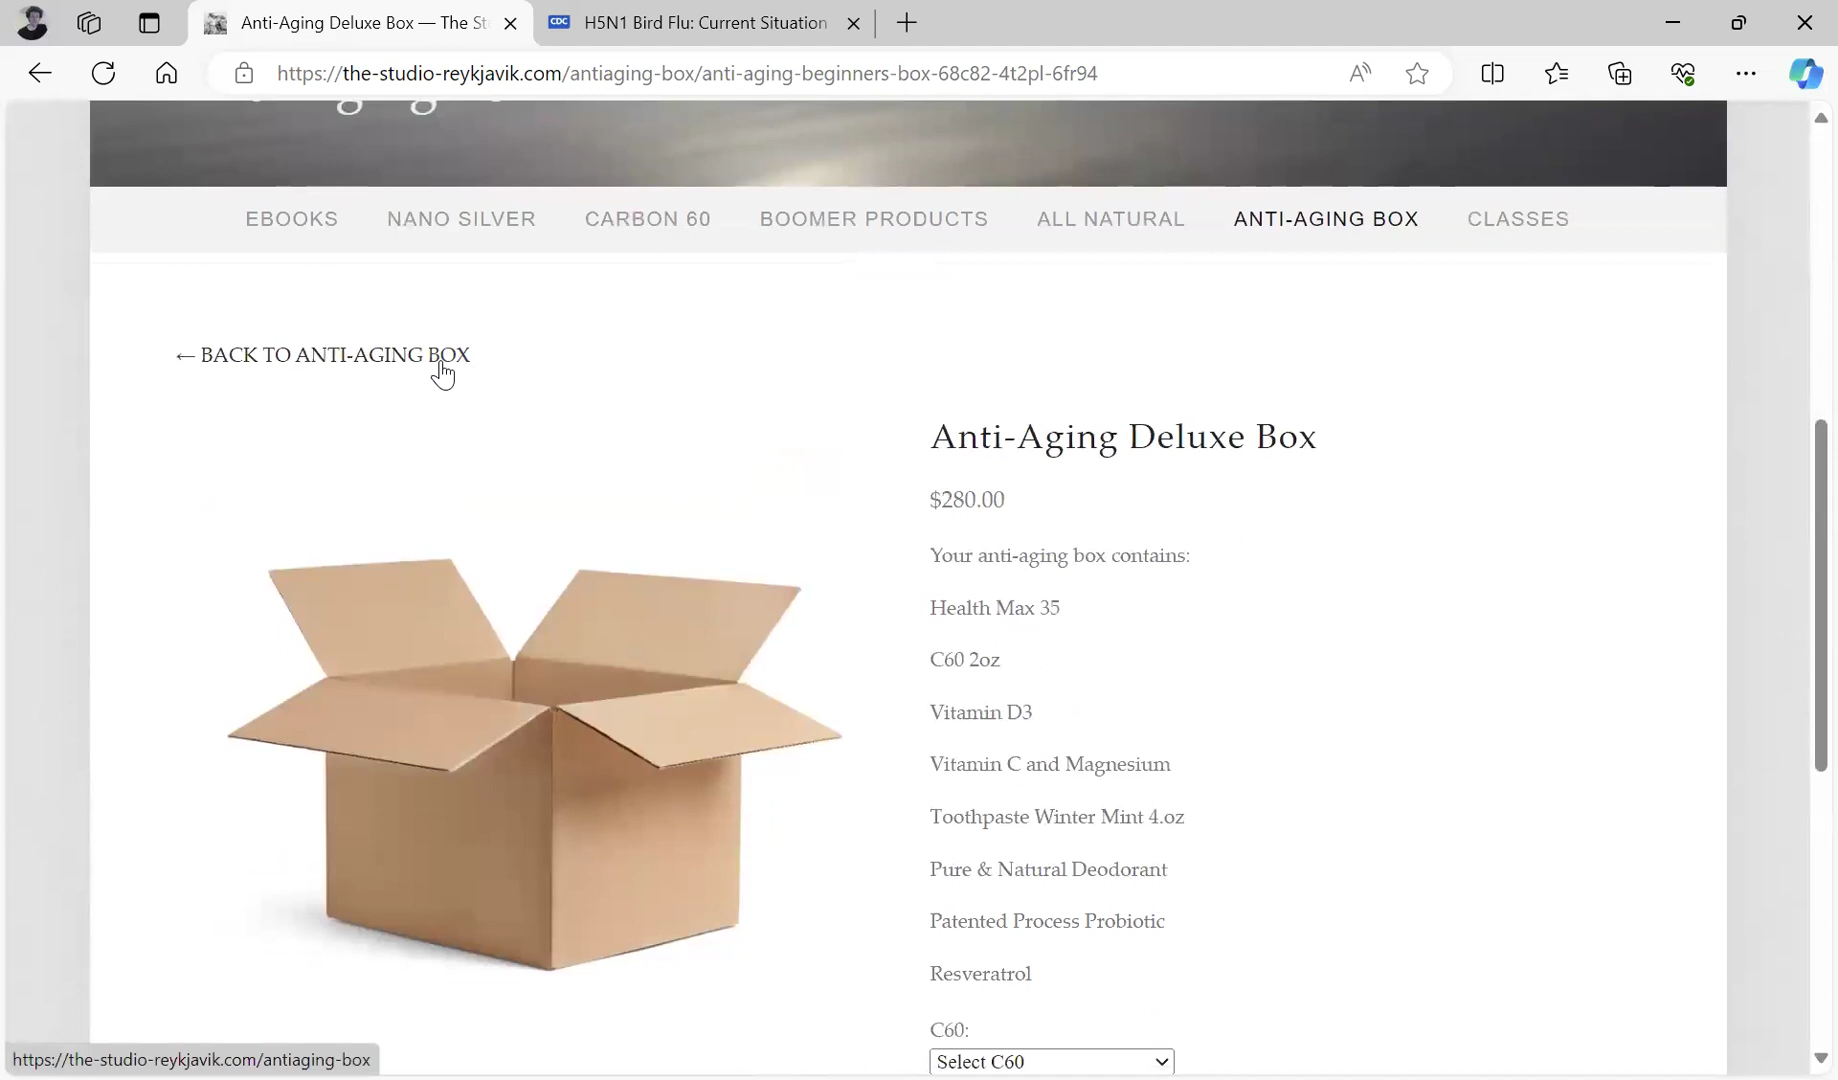 Anti-Aging Deluxe Box — The St
H5N1 Bird Flu: Current Situation
CDC
https://the-studio-reykjavik.com/antiaging-box/anti-aging-beginners-box-68c82-4t2pl-6fr94
EBOOKS NANO SILVER CARBON 60 BOOMER PRODUCTS ALL NATURAL ANTI-AGING BOX CLASSES
← BACK TO ANTI-AGING BOX
Anti-Aging Deluxe Box
$280.00
Your anti-aging box contains:
Health Max 35
C60 2oz
Vitamin D3
Vitamin C and Magnesium
Toothpaste Winter Mint 4.oz
Pure & Natural Deodorant
Patented Process Probiotic
Resveratrol
C60:
Select C60
https://the-studio-reykjavik.com/antiaging-box